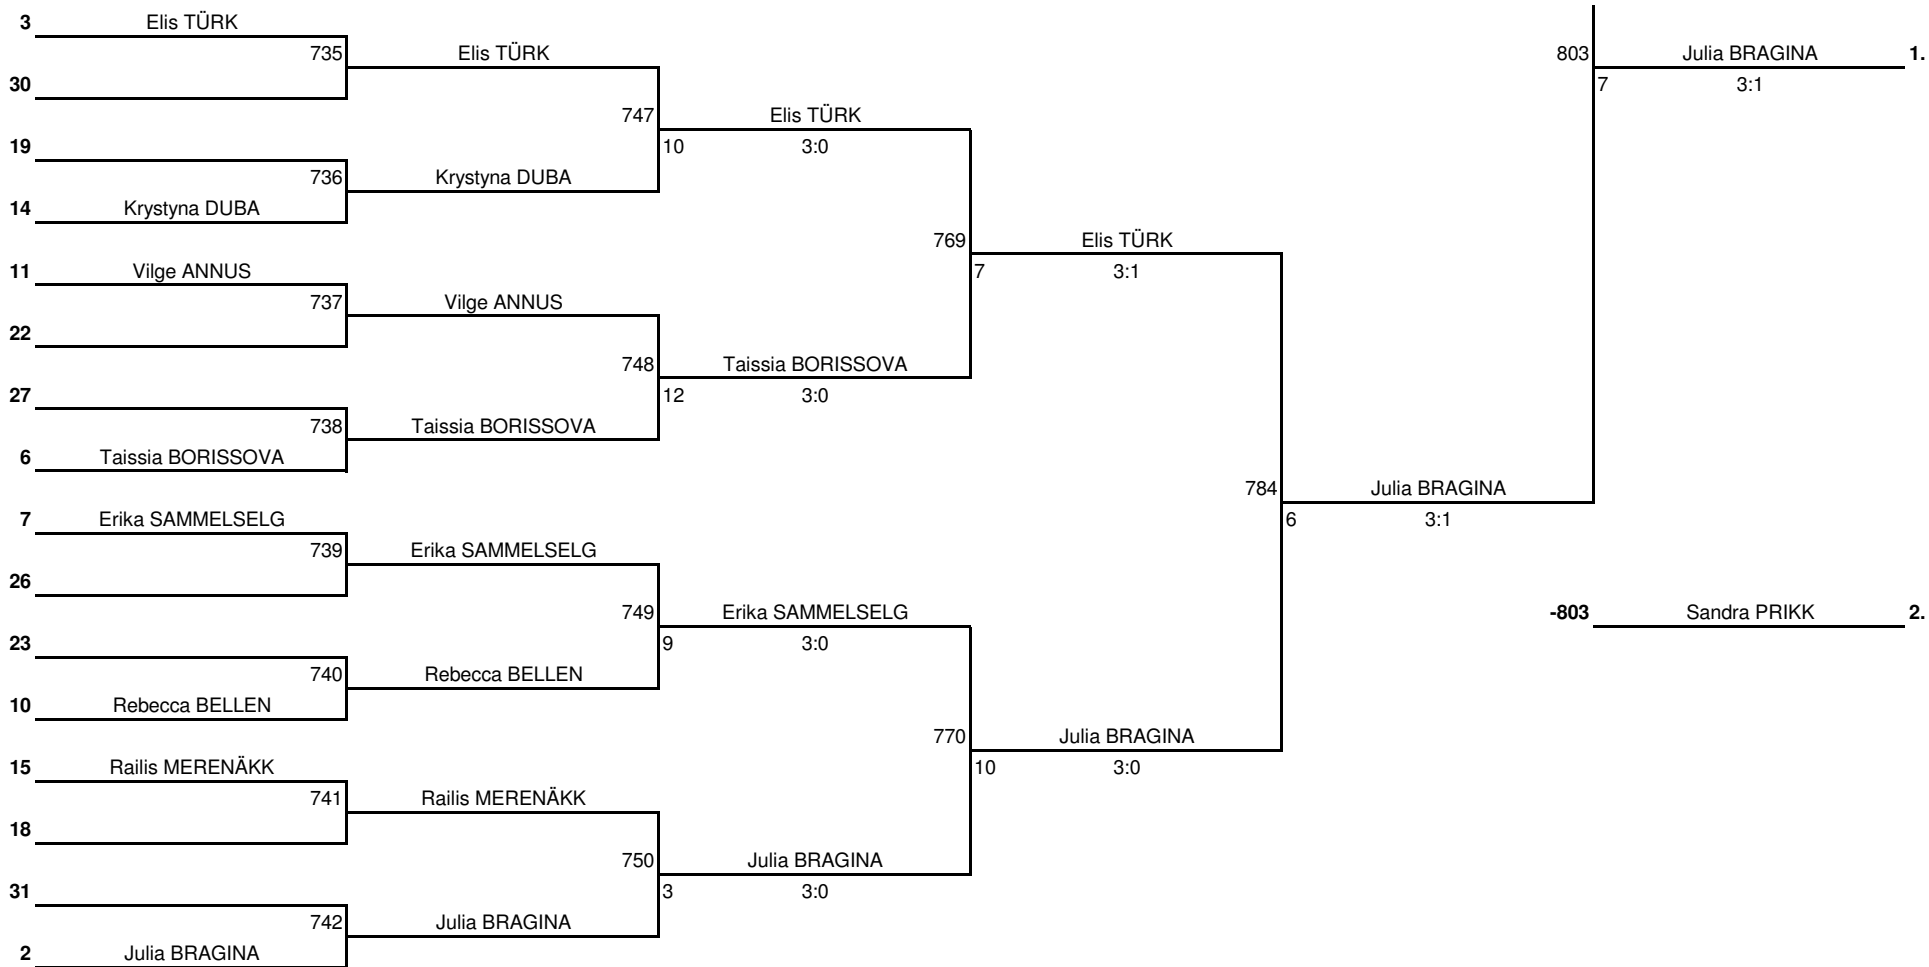 3 Elis TÜRK
803 Julia BRAGINA 1.
735 Elis TÜRK
30
7 3:1
747 Elis TÜRK
19
10 3:0
736 Krystyna DUBA
14 Krystyna DUBA
769 Elis TÜRK
11 Vilge ANNUS
7 3:1
737 Vilge ANNUS
22
748 Taissia BORISSOVA
27
12 3:0
738 Taissia BORISSOVA
6 Taissia BORISSOVA
784 Julia BRAGINA
7 Erika SAMMELSELG
6 3:1
739 Erika SAMMELSELG
26
749 Erika SAMMELSELG
-803 Sandra PRIKK 2.
23
9 3:0
740 Rebecca BELLEN
10 Rebecca BELLEN
770 Julia BRAGINA
15 Railis MERENÄKK
10 3:0
741 Railis MERENÄKK
18
750 Julia BRAGINA
31
3 3:0
742 Julia BRAGINA
2 Julia BRAGINA